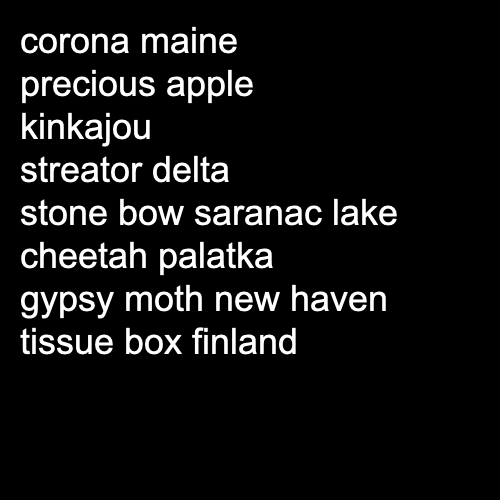 corona maine
precious apple
kinkajou
streator delta
stone bow saranac lake
cheetah palatka
gypsy moth new haven
tissue box finland